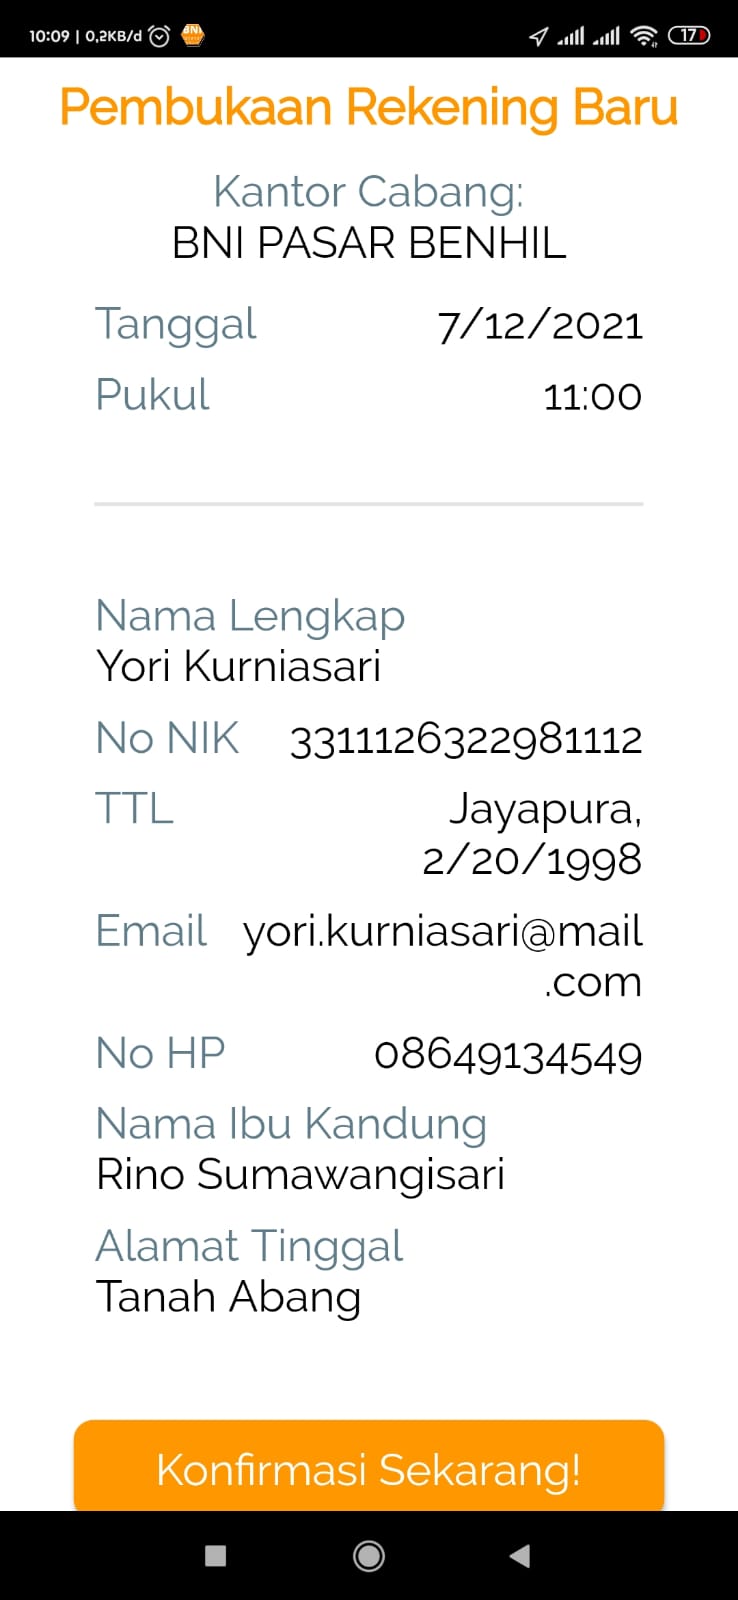 10:09 | 0,2KB/d
BNI
17
Pembukaan Rekening Baru
Kantor Cabang:
BNI PASAR BENHIL
Tanggal 7/12/2021
Pukul 11:00
Nama Lengkap
Yori Kurniasari
No NIK 3311126322981112
TTL Jayapura,
2/20/1998
Email yori.kurniasari@mail
.com
No HP 08649134549
Nama Ibu Kandung
Rino Sumawangisari
Alamat Tinggal
Tanah Abang
Konfirmasi Sekarang!